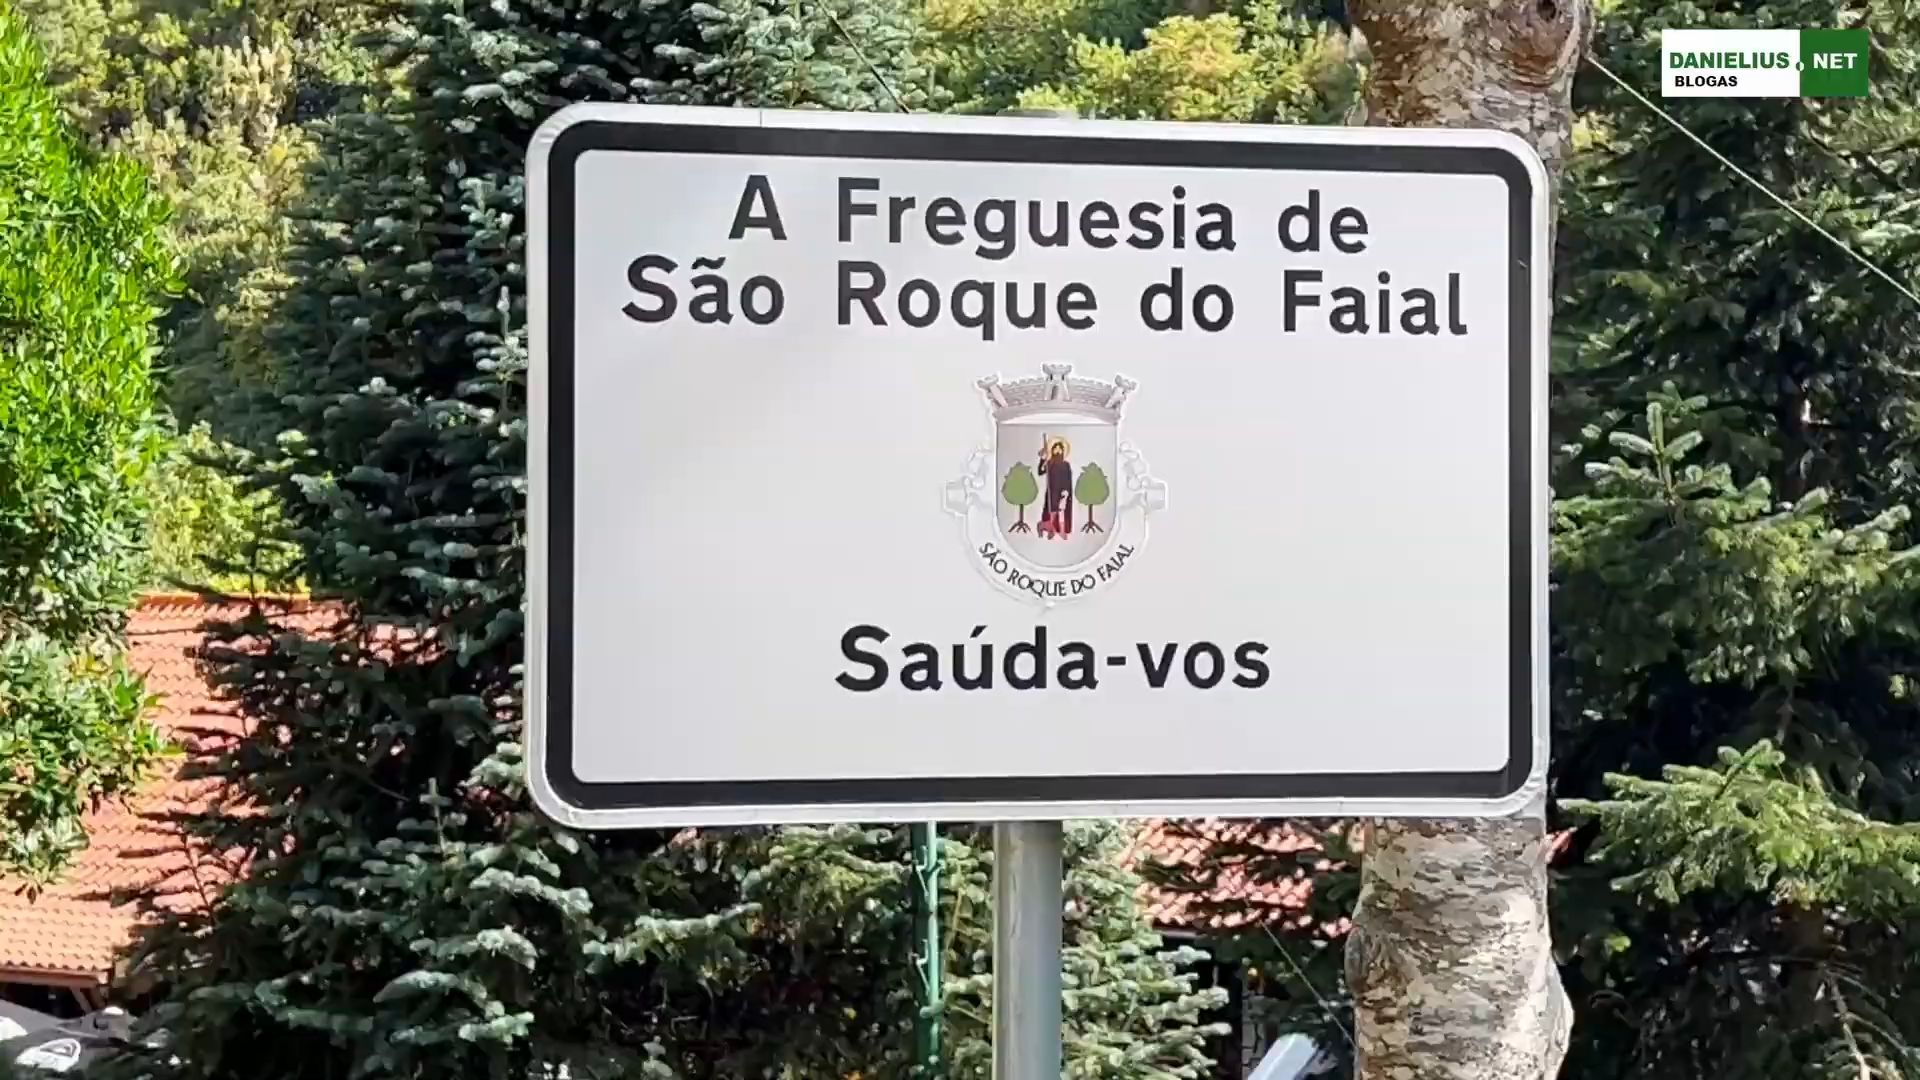 DANIELIUS.NET
BLOGAS
A Freguesia de
São Roque do Faial
SÃO ROQUE DO FAIAL
Saúda-vos